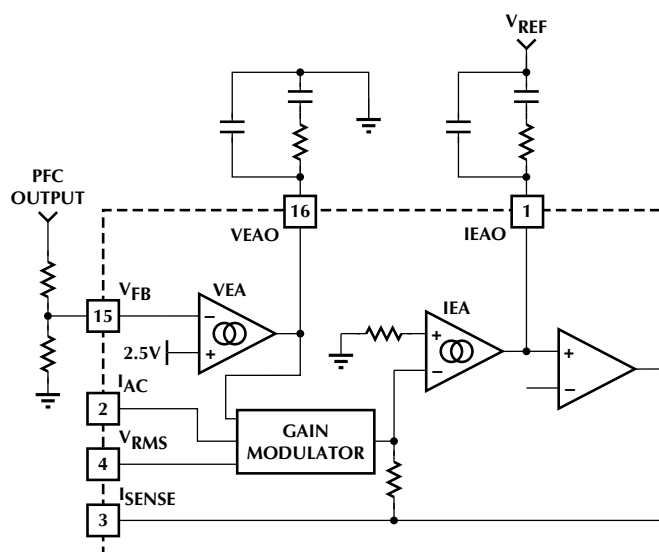 VREF
PFC
OUTPUT
16
1
VEAO
IEAO
VFB
VEA
IEA
15
−
+
2.5V
+
−
+
−
IAC
2
GAIN
MODULATOR
VRMS
4
ISENSE
3